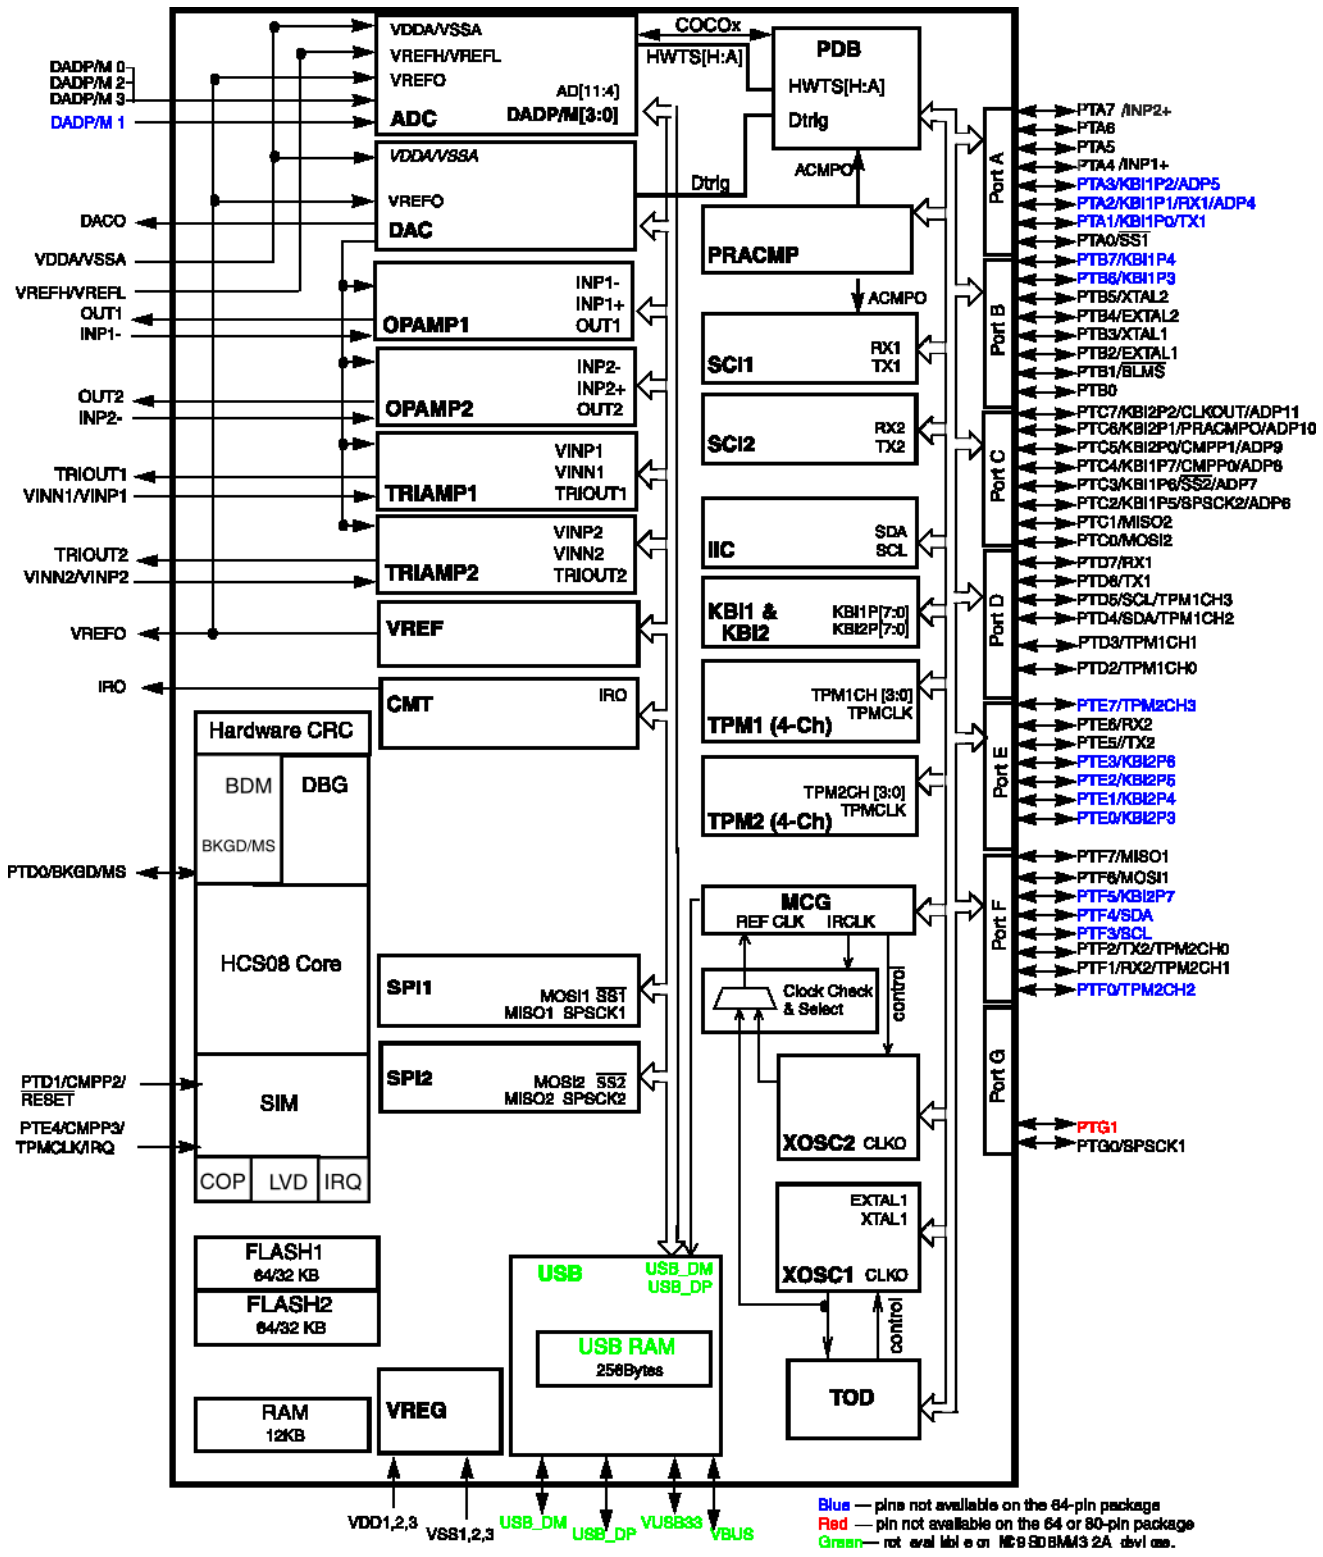 COCOx
VDDA/VSSA
VREFH/VREFL
VREFO
AD[11:4]
DADP/M[3:0]
ADC
HWTS[H:A]
PDB
HWTS[H:A]
Dtrig
DADP/M 0
DADP/M 2
DADP/M 3
DADP/M 1
VDDA/VSSA
VREFO
DAC
Dtrig
ACMPO
PRACMP
ACMPO
DACO
VDDA/VSSA
VREFH/VREFL
OUT1
INP1-
INP1-
INP1+
OUT1
OPAMP1
SCI1
RX1
TX1
OUT2
INP2-
INP2-
INP2+
OUT2
OPAMP2
SCI2
RX2
TX2
TRIOUT1
VINN1/VINP1
VINP1
VINN1
TRIOUT1
TRIAMP1
TRIOUT2
VINN2/VINP2
VINP2
VINN2
TRIOUT2
TRIAMP2
IIC
SDA
SCL
KBI1 &
KBI2
KBI1P[7:0]
KBI2P[7:0]
VREFO
VREF
IRO
CMT
IRO
TPM1CH [3:0]
TPMCLK
TPM1 (4-Ch)
TPM2CH [3:0]
TPMCLK
TPM2 (4-Ch)
Hardware CRC
BDM
DBG
BKGD/MS
PTD0/BKGD/MS
HCS08 Core
SPI1
MOSI1 SS1
MISO1 SPSCK1
SPI2
MOSI2 SS2
MISO2 SPSCK2
PTD1/CMPP2/
RESET
PTE4/CMPP3/
TPMCLK/IRQ
SIM
COP
LVD
IRQ
MCG
REF CLK
IRCLK
Clock Check
& Select
control
XOSC2 CLKO
EXTAL1
XTAL1
XOSC1 CLKO
control
TOD
FLASH1
64/32 KB
FLASH2
64/32 KB
RAM
12KB
VREG
USB
USB_DM
USB_DP
USB RAM
256Bytes
VDD1,2,3
VSS1,2,3
USB_DM
USB_DP
VUSB33
VBUS
Port A
PTA7 /INP2+
PTA6
PTA5
PTA4 /INP1+
PTA3/KBI1P2/ADP5
PTA2/KBI1P1/RX1/ADP4
PTA1/KBI1P0/TX1
PTA0/SS1
Port B
PTB7/KBI1P4
PTB6/KBI1P3
PTB5/XTAL2
PTB4/EXTAL2
PTB3/XTAL1
PTB2/EXTAL1
PTB1/BLMS
PTB0
Port C
PTC7/KBI2P2/CLKOUT/ADP11
PTC6/KBI2P1/PRACMPO/ADP10
PTC5/KBI2P0/CMPP1/ADP9
PTC4/KBI1P7/CMPP0/ADP8
PTC3/KBI1P6/SS2/ADP7
PTC2/KBI1P5/SPSCK2/ADP6
PTC1/MISO2
PTC0/MOSI2
Port D
PTD7/RX1
PTD6/TX1
PTD5/SCL/TPM1CH3
PTD4/SDA/TPM1CH2
PTD3/TPM1CH1
PTD2/TPM1CH0
Port E
PTE7/TPM2CH3
PTE6/RX2
PTE5//TX2
PTE3/KBI2P6
PTE2/KBI2P5
PTE1/KBI2P4
PTE0/KBI2P3
Port F
PTF7/MISO1
PTF6/MOSI1
PTF5/KBI2P7
PTF4/SDA
PTF3/SCL
PTF2/TX2/TPM2CH0
PTF1/RX2/TPM2CH1
PTF0/TPM2CH2
Port G
PTG1
PTG0/SPSCK1
Blue — pins not available on the 64-pin package
Red — pin not available on the 64 or 80-pin package
Green — not available on MC9S08MM32A devices.